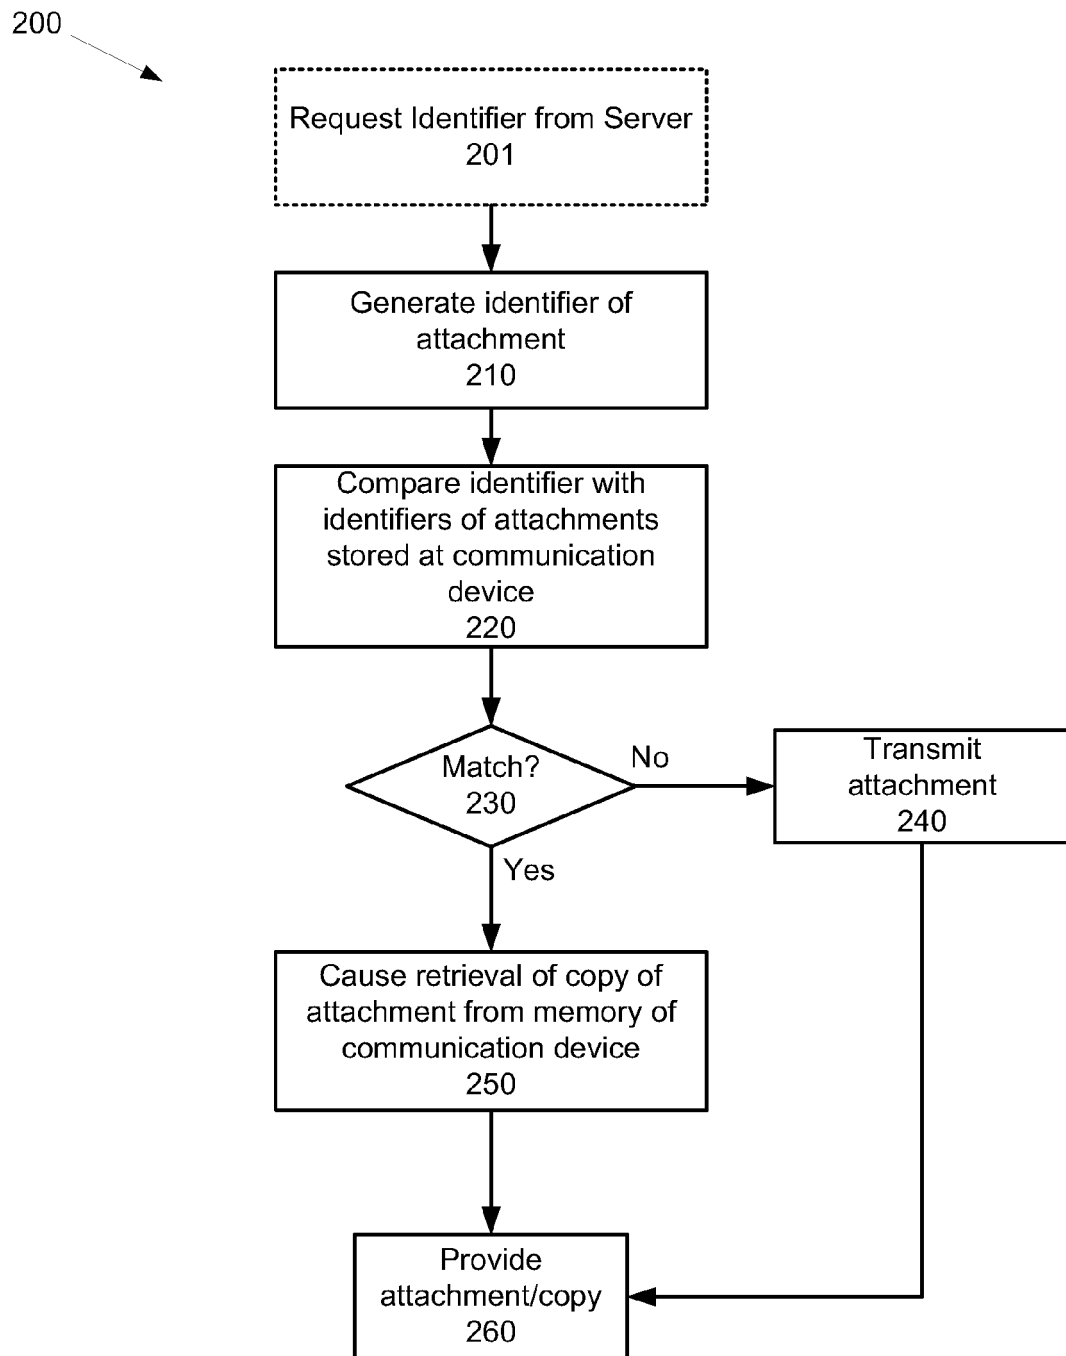 200
Request Identifier from Server
201
Generate identifier of
attachment
210
Compare identifier with
identifiers of attachments
stored at communication
device
220
Match?
230
No
Transmit
attachment
240
Yes
Cause retrieval of copy of
attachment from memory of
communication device
250
Provide
attachment/copy
260